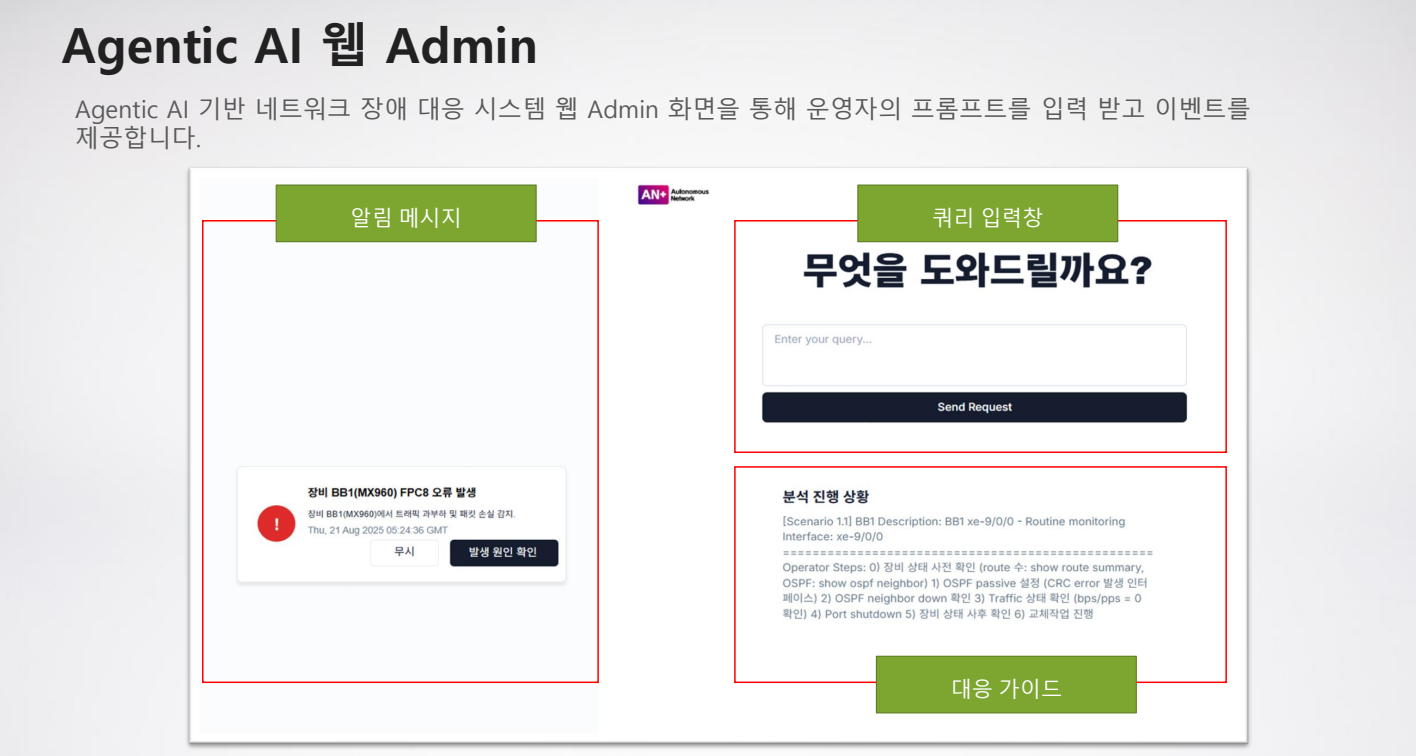 Agentic AI 웹 Admin
Agentic AI 기반 네트워크 장애 대응 시스템 웹 Admin 화면을 통해 운영자의 프롬프트를 입력 받고 이벤트를
제공합니다.
알림 메시지
장비 BB1(MX960) FPC8 오류 발생
장비 BB1(MX960)에서 트래픽 과부하 및 패킷 손실 감지.
Thu, 21 Aug 2025 05:24:36 GMT
무시
발생 원인 확인
AN+ Autonomous
Network
쿼리 입력창
무엇을 도와드릴까요?
Enter your query...
Send Request
분석 진행 상황
[Scenario 1.1] BB1 Description: BB1 xe-9/0/0 - Routine monitoring
Interface: xe-9/0/0
==================================================
Operator Steps: 0) 장비 상태 사전 확인 (route 수: show route summary,
OSPF: show ospf neighbor) 1) OSPF passive 설정 (CRC error 발생 인터
페이스) 2) OSPF neighbor down 확인 3) Traffic 상태 확인 (bps/pps = 0
확인) 4) Port shutdown 5) 장비 상태 사후 확인 6) 교체작업 진행
대응 가이드